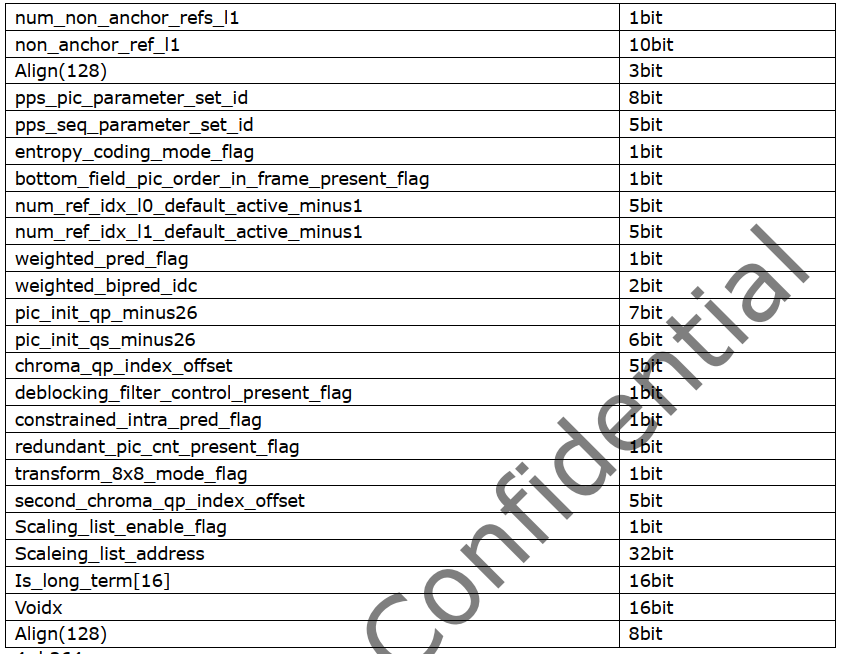 num_non_anchor_refs_l1 1bit
non_anchor_ref_l1 10bit
Align(128) 3bit
pps_pic_parameter_set_id 8bit
pps_seq_parameter_set_id 5bit
entropy_coding_mode_flag 1bit
bottom_field_pic_order_in_frame_present_flag 1bit
num_ref_idx_l0_default_active_minus1 5bit
num_ref_idx_l1_default_active_minus1 5bit
weighted_pred_flag 1bit
weighted_bipred_idc 2bit
pic_init_qp_minus26 7bit
pic_init_qs_minus26 6bit
chroma_qp_index_offset 5bit
deblocking_filter_control_present_flag 1bit
constrained_intra_pred_flag 1bit
redundant_pic_cnt_present_flag 1bit
transform_8x8_mode_flag 1bit
second_chroma_qp_index_offset 5bit
Scaling_list_enable_flag 1bit
Scaleing_list_address 32bit
Is_long_term[16] 16bit
Voidx 16bit
Align(128) 8bit
Confidential